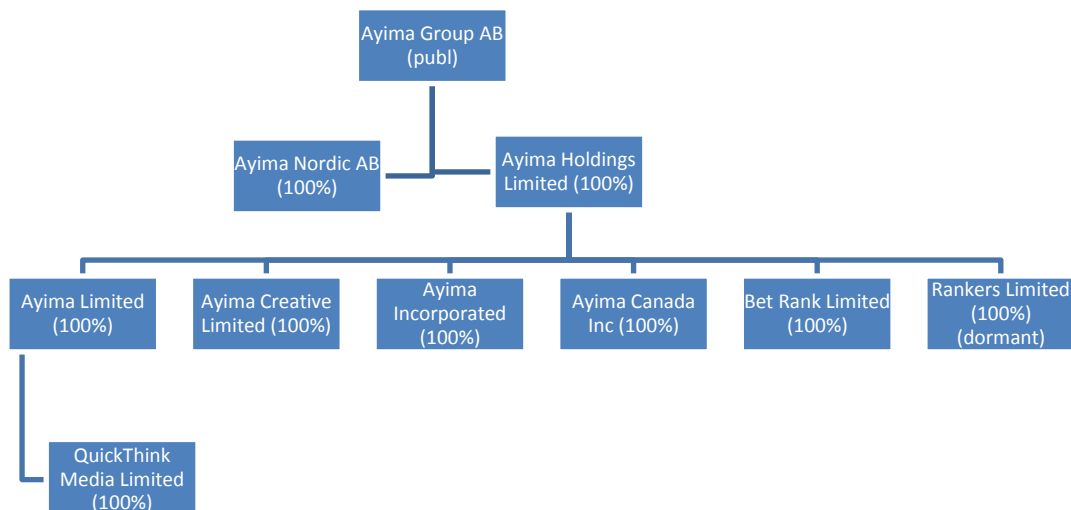 Ayima Group AB
(publ)
Ayima Nordic AB
(100%)
Ayima Holdings
Limited (100%)
Ayima Limited
(100%)
Ayima Creative
Limited (100%)
Ayima
Incorporated
(100%)
Ayima Canada
Inc (100%)
Bet Rank Limited
(100%)
Rankers Limited
(100%)
(dormant)
QuickThink
Media Limited
(100%)